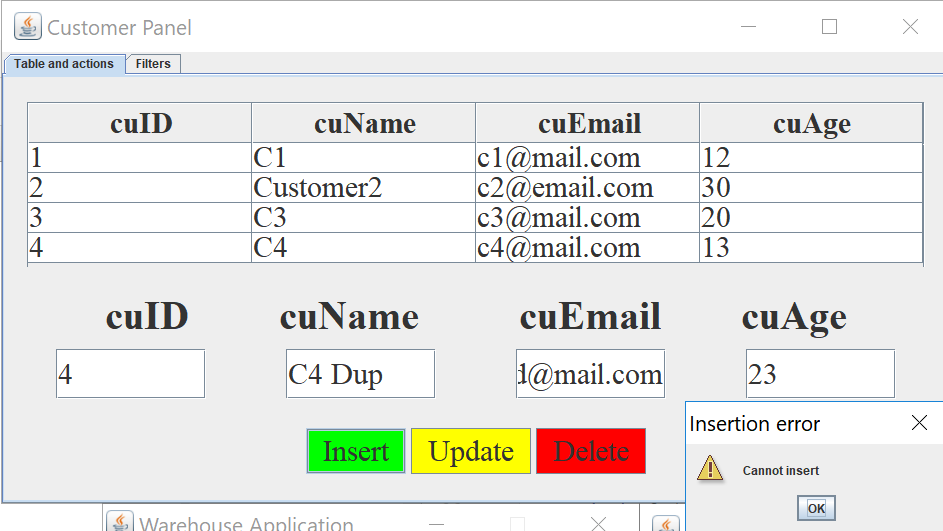 Customer Panel
Table and actions Filters
cuID cuName cuEmail cuAge
1 C1 c1@mail.com 12
2 Customer2 c2@email.com 30
3 C3 c3@mail.com 20
4 C4 c4@mail.com 13
cuID cuName cuEmail cuAge
4 C4 Dup d@mail.com 23
Insert Update Delete
Insertion error
Cannot insert
OK
Warehouse Application